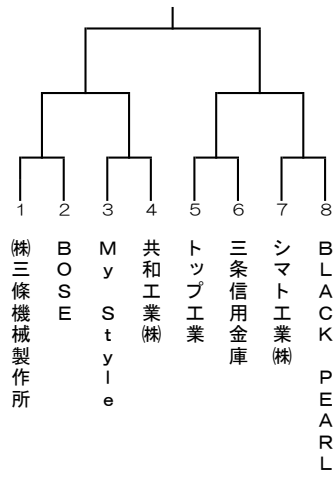 1 2 3 4 5 6 7 8
㈱三條機械製作所
BOSE
My Style
共和工業㈱
トップ工業
三条信用金庫
シマト工業㈱
BLACK PEARL